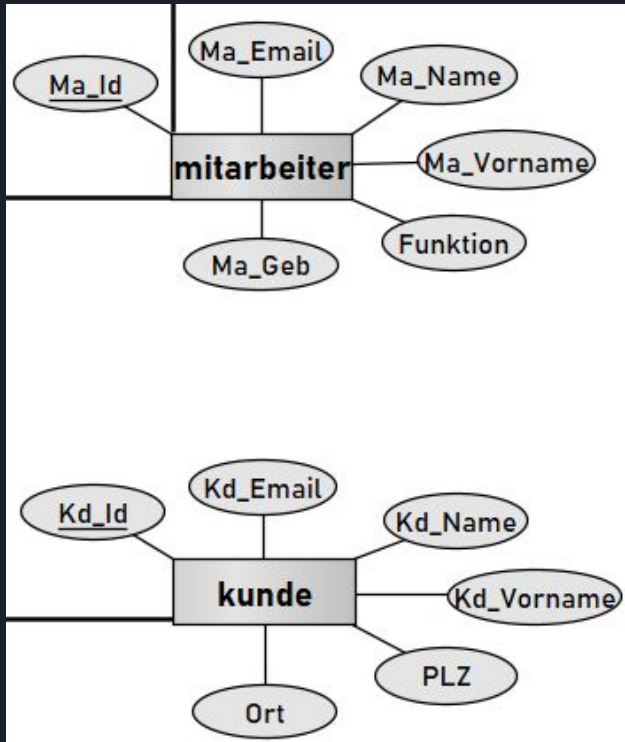 Ma_Email
Ma_Id
Ma_Name
mitarbeiter
Ma_Vorname
Funktion
Ma_Geb
Kd_Email
Kd_Id
Kd_Name
kunde
Kd_Vorname
PLZ
Ort